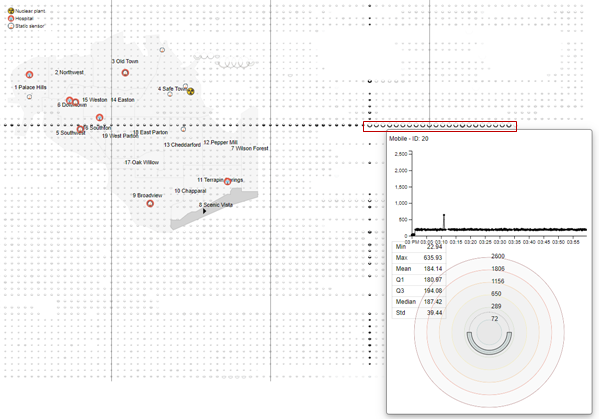 Nuclear plant
Hospital
Static sensor
3 Old Town
2 Northwest
1 Palace Hills
4 Safe Town
15 Weston 14 Easton
6 Downtown
16 Southton
5 Southwest
18 East Parton
19 West Parton
13 Cheddarford
12 Pepper Mill
7 Wilson Forest
17 Oak Willow
11 Terrapin Springs
10 Chapparal
9 Broadview
8 Scenic Vista
Mobile - ID: 20
2,500
2,000
1,500
1,000
500
0
03 PM 03:05 03:10 03:15 03:20 03:25 03:30 03:35 03:40 03:45 03:50 03:55
Min 22.94
Max 635.93
Mean 184.14
Q1 180.97
Q3 194.08
Median 187.42
Std 39.44
2600
1806
1156
650
289
72